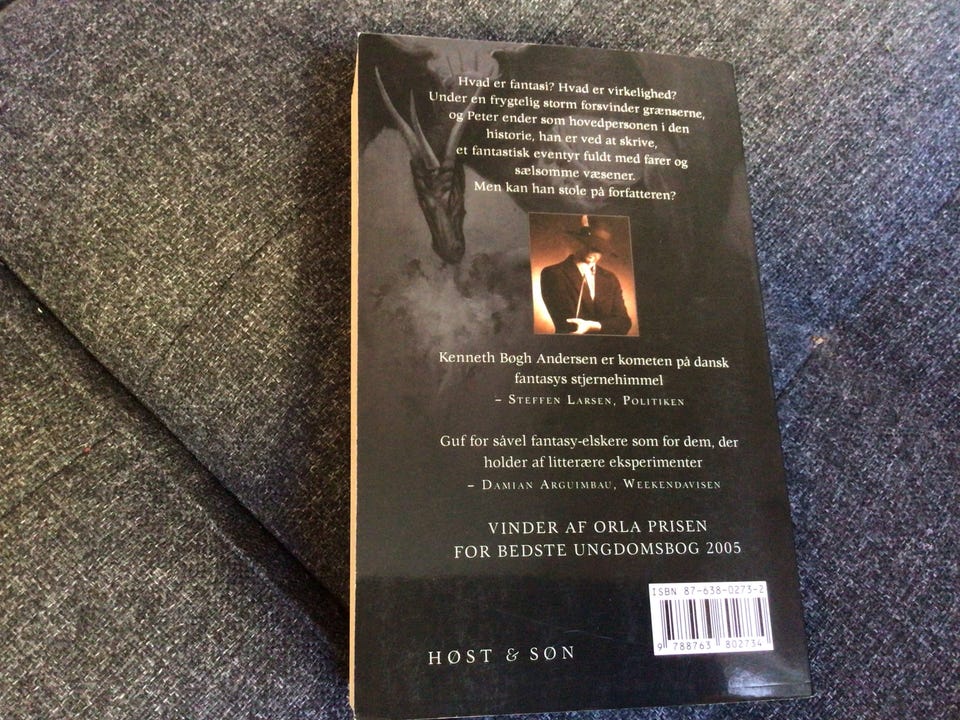 Hvad er fantasi? Hvad er virkelighed?
Under en frygtelig storm forsvinder grænserne,
og Peter ender som hovedpersonen i den
historie, han er ved at skrive,
et fantastisk eventyr fuldt med farer og
sælsomme væsener.
Men kan han stole på forfatteren?
Kenneth Bøgh Andersen er kometen på dansk
fantasys stjernehimmel
– STEFFEN LARSEN, POLITIKEN
Guf for såvel fantasy-elskere som for dem, der
holder af litterære eksperimenter
– DAMIAN ARGUIMBAU, WEEKENDAVISEN
VINDER AF ORLA PRISEN
FOR BEDSTE UNGDOMSBOG 2005
ISBN 87-638-0273-2
9 788763 802734
HØST & SØN